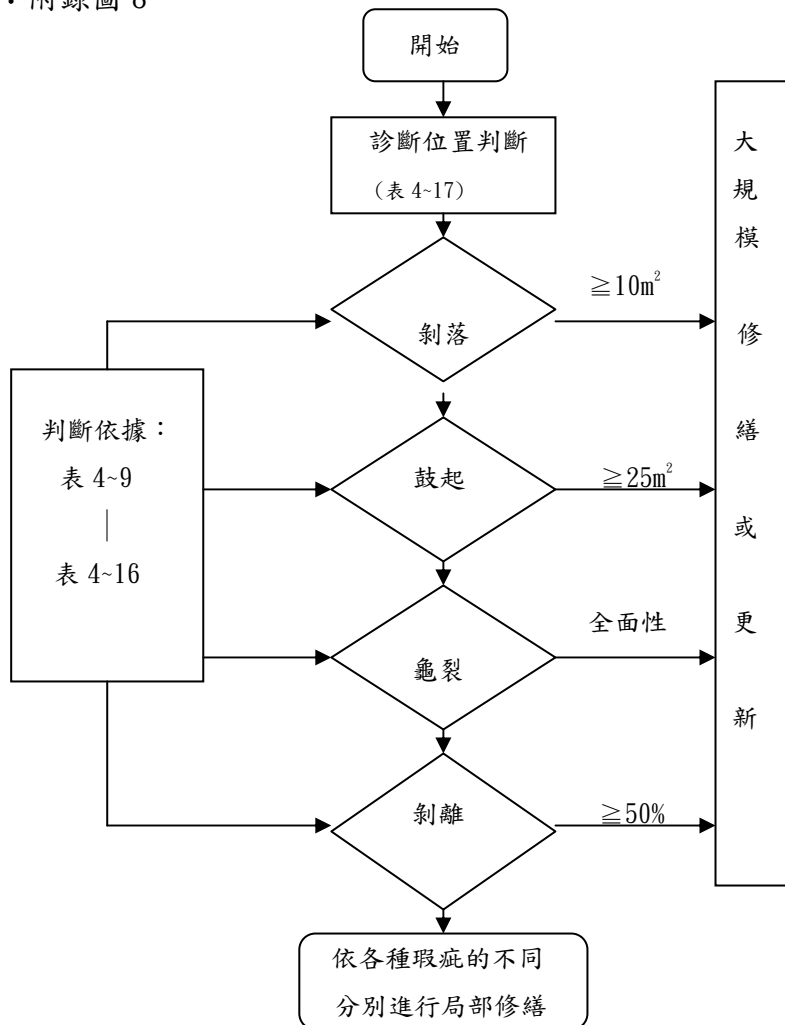 開始
診斷位置判斷
(表 4~17)
剝落
≧10m²
判斷依據：
表 4~9
｜
表 4~16
鼓起
≧25m²
龜裂
全面性
剝離
≧50%
大規模修繕或更新
依各種瑕疵的不同
分別進行局部修繕